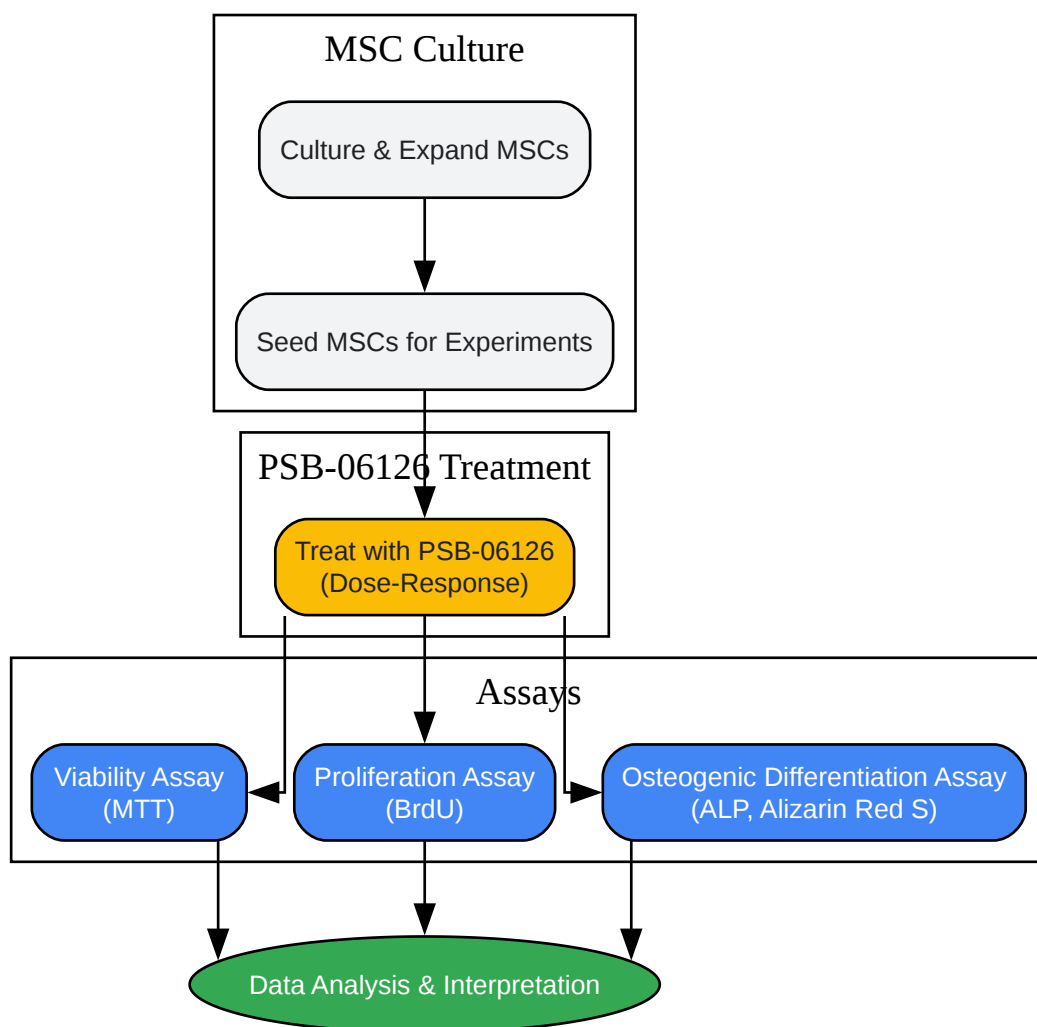 MSC Culture
Culture & Expand MSCs
Seed MSCs for Experiments
PSB-06126 Treatment
Treat with PSB-06126
(Dose-Response)
Assays
Viability Assay
(MTT)
Proliferation Assay
(BrdU)
Osteogenic Differentiation Assay
(ALP, Alizarin Red S)
Data Analysis & Interpretation